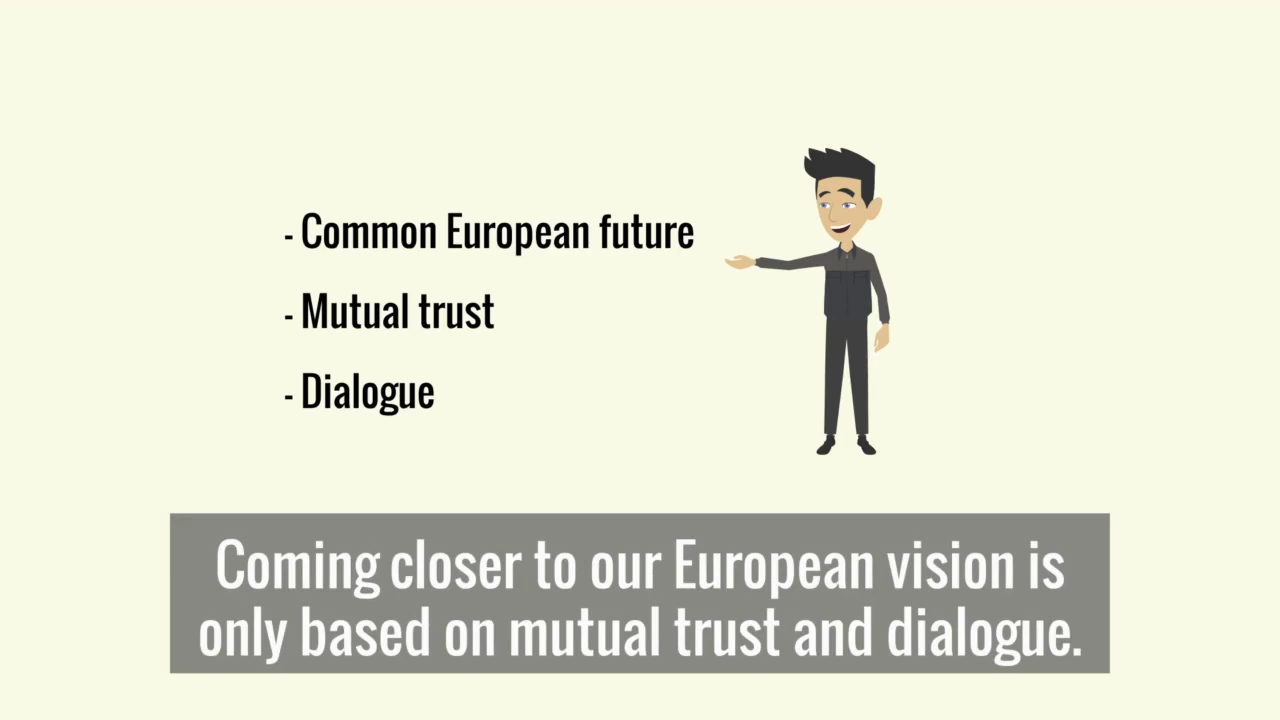 - Common European future
- Mutual trust
- Dialogue
Coming closer to our European vision is
only based on mutual trust and dialogue.